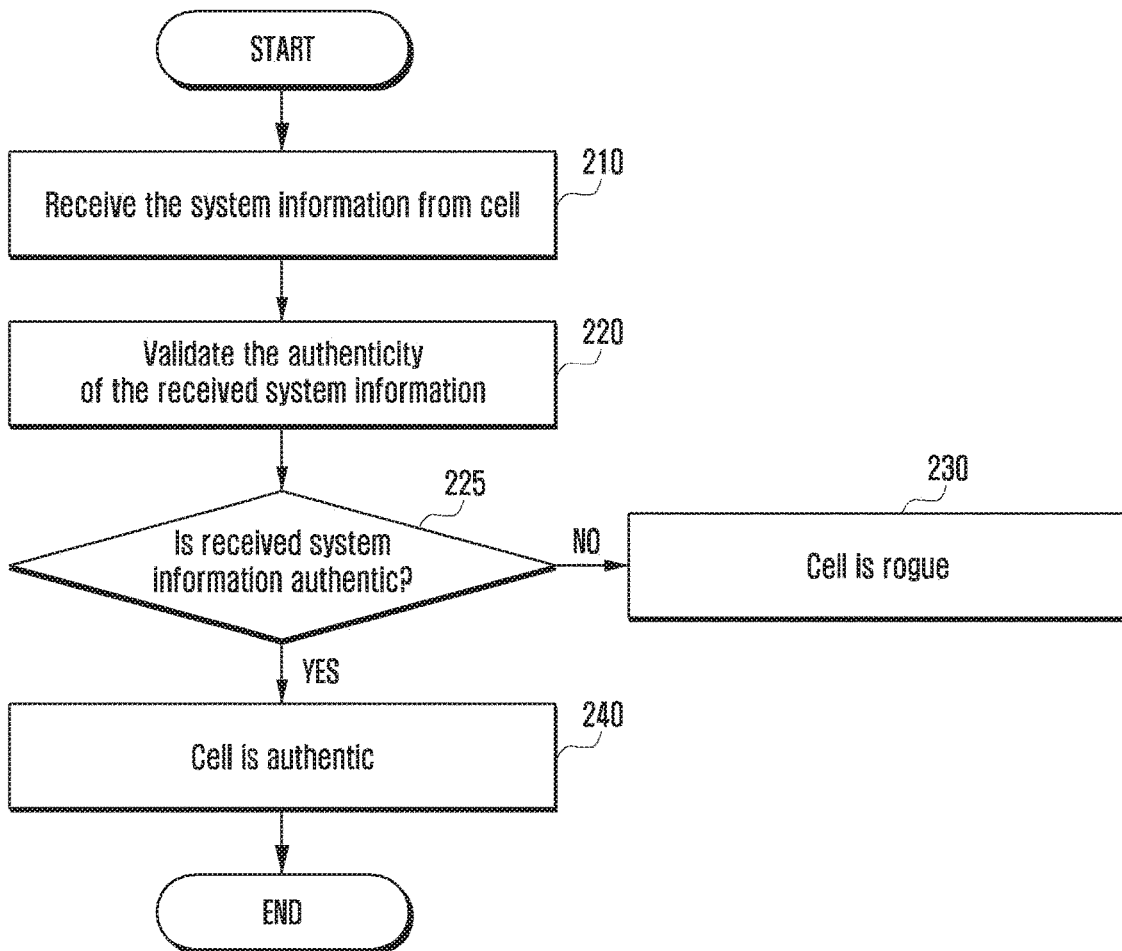 START
210
Receive the system information from cell
220
Validate the authenticity
of the received system information
225
230
Is received system
information authentic?
NO
Cell is rogue
YES
240
Cell is authentic
END